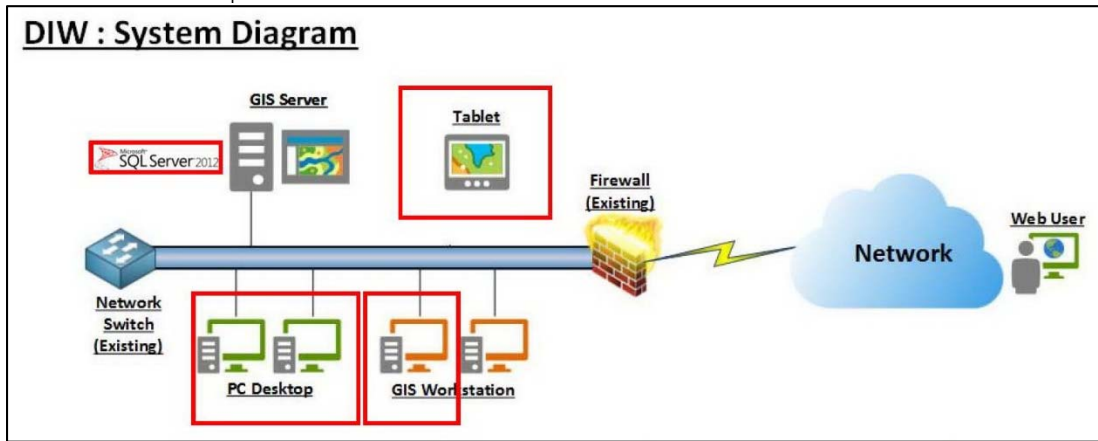 DIW : System Diagram
GIS Server
Tablet
Microsoft
SQL Server 2012
Firewall
(Existing)
Web User
Network
Network
Switch
(Existing)
PC Desktop
GIS Workstation